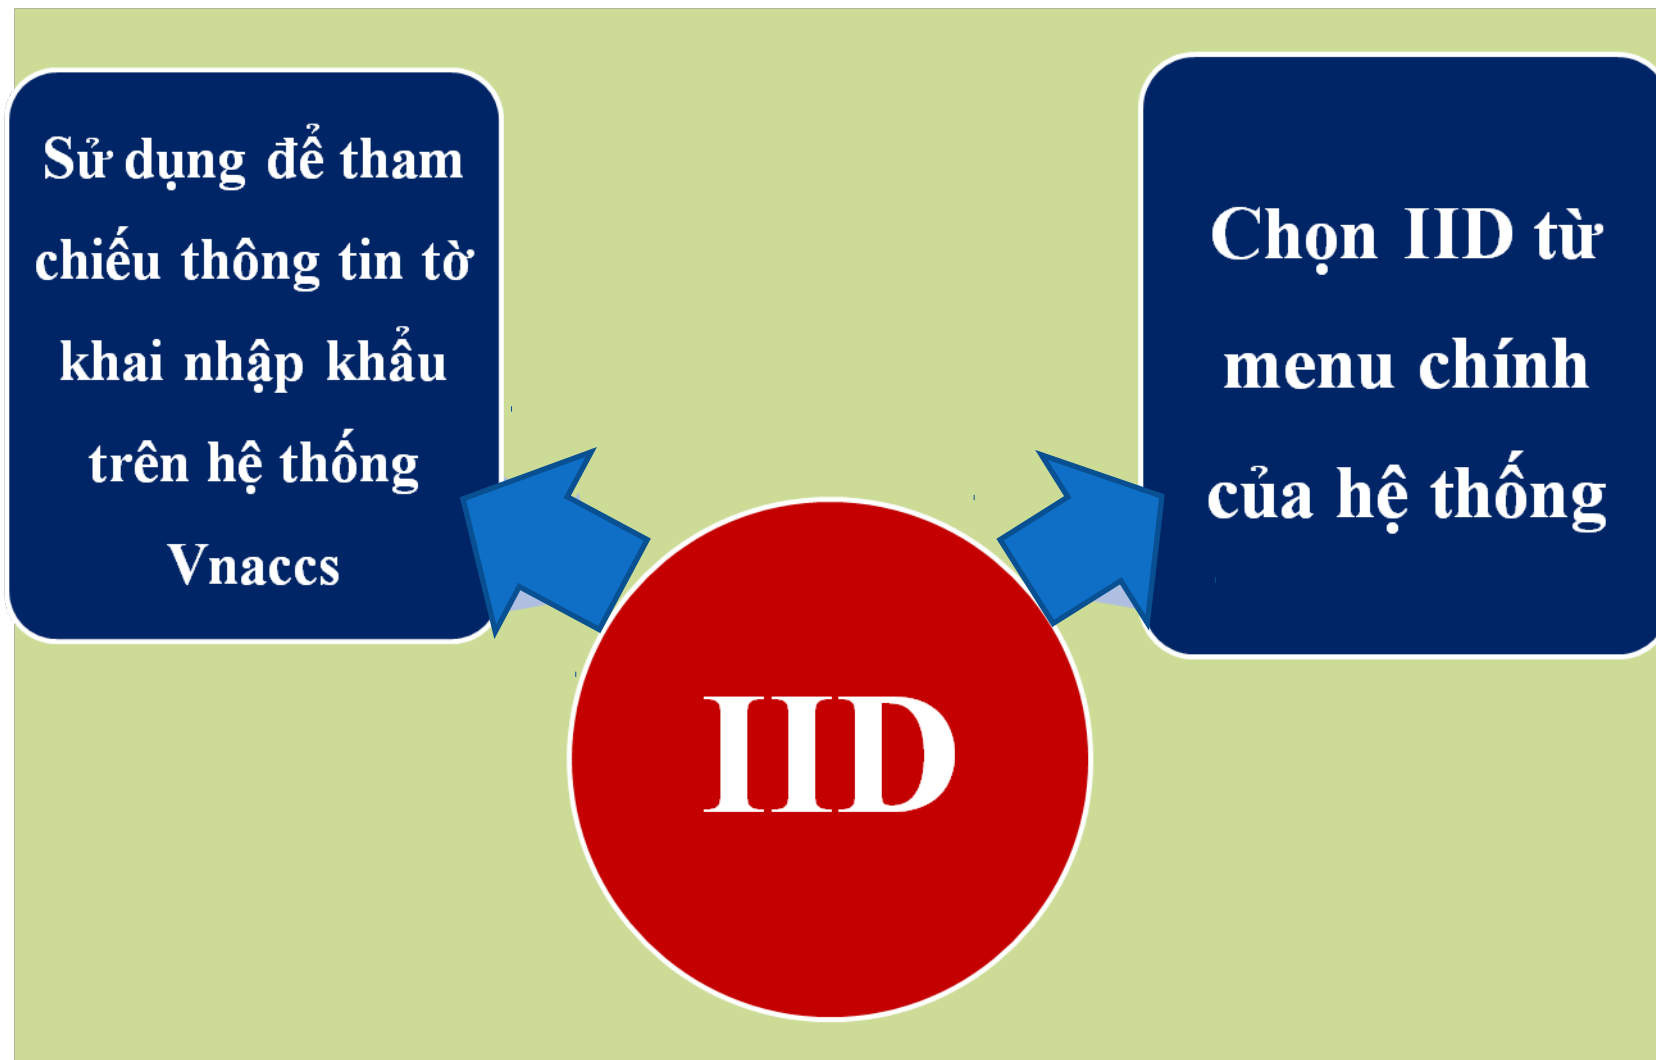 Sử dụng để tham
chiếu thông tin tờ
khai nhập khẩu
trên hệ thống
Vnaccs
Chọn IID từ
menu chính
của hệ thống
IID